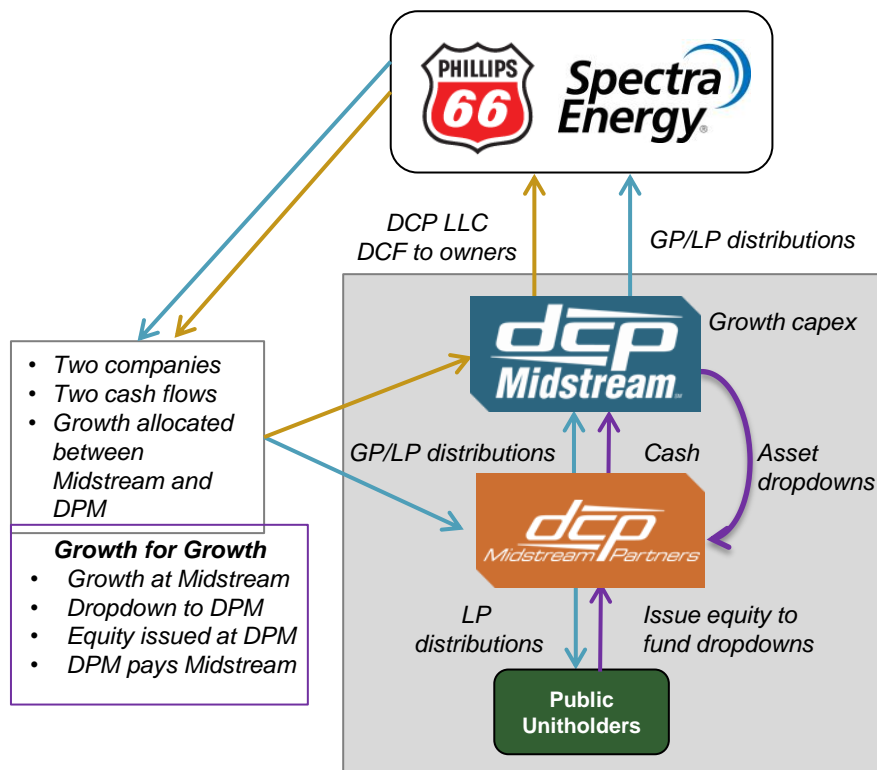 PHILLIPS
66
Spectra
Energy®
DCP LLC
DCF to owners
GP/LP distributions
dcp
Midstream℠
Growth capex
• Two companies
• Two cash flows
• Growth allocated
between
Midstream and
DPM
GP/LP distributions
Cash
Asset
dropdowns
dcp
Midstream Partners
Growth for Growth
• Growth at Midstream
• Dropdown to DPM
• Equity issued at DPM
• DPM pays Midstream
LP
distributions
Issue equity to
fund dropdowns
Public
Unitholders